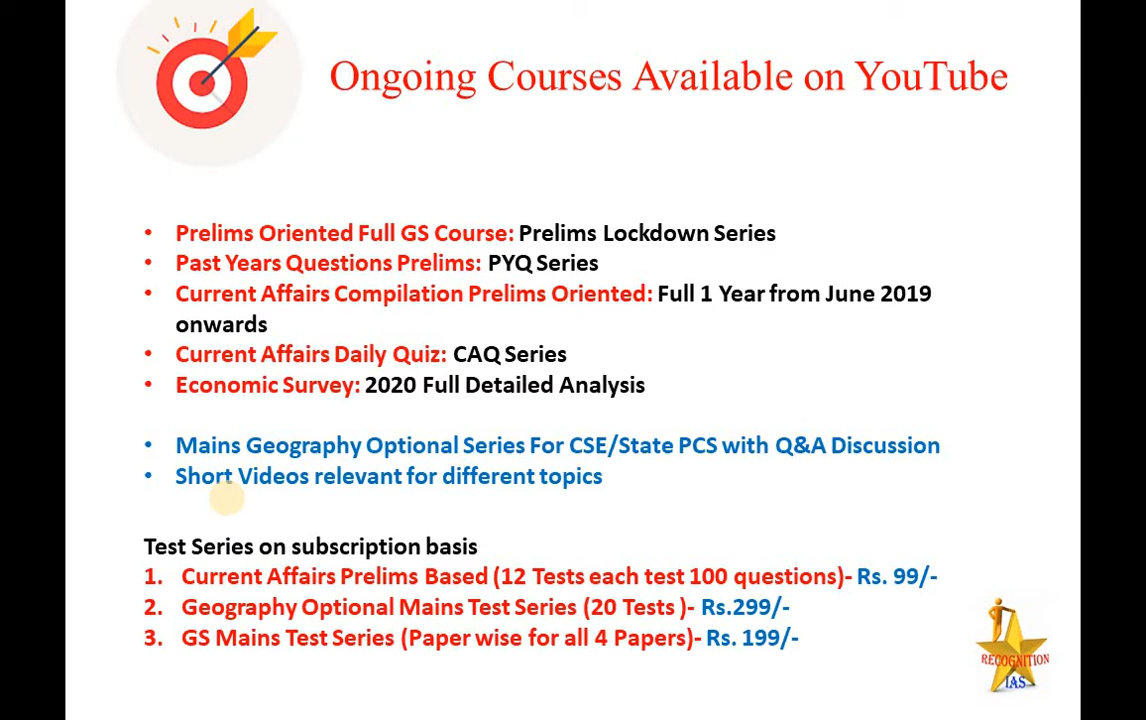 Ongoing Courses Available on YouTube
• Prelims Oriented Full GS Course: Prelims Lockdown Series
• Past Years Questions Prelims: PYQ Series
• Current Affairs Compilation Prelims Oriented: Full 1 Year from June 2019
onwards
• Current Affairs Daily Quiz: CAQ Series
• Economic Survey: 2020 Full Detailed Analysis
• Mains Geography Optional Series For CSE/State PCS with Q&A Discussion
• Short Videos relevant for different topics
Test Series on subscription basis
1. Current Affairs Prelims Based (12 Tests each test 100 questions)- Rs. 99/-
2. Geography Optional Mains Test Series (20 Tests )- Rs.299/-
3. GS Mains Test Series (Paper wise for all 4 Papers)- Rs. 199/-
RECOGNITION
IAS